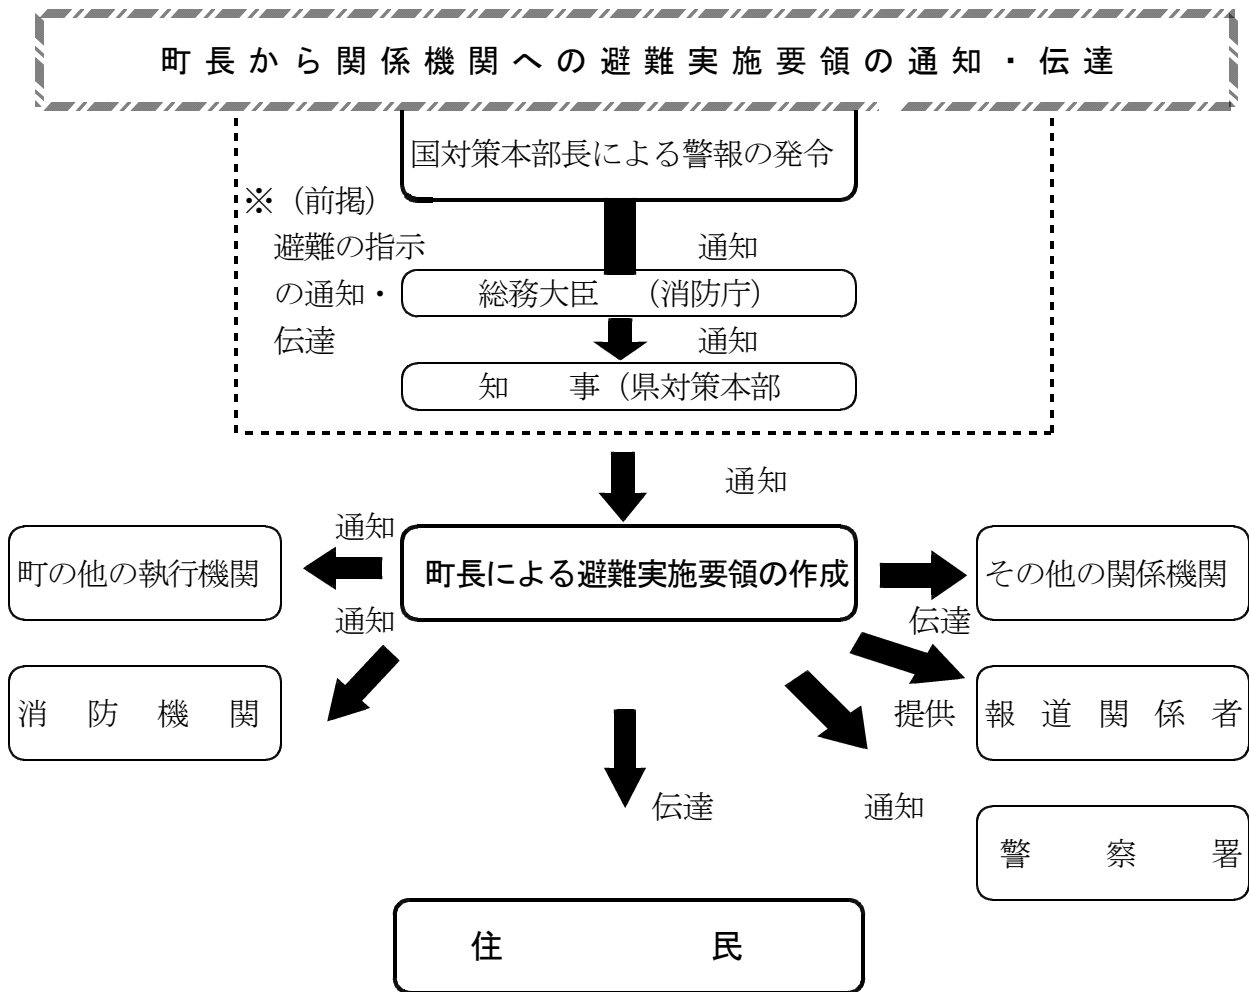 町長から関係機関への避難実施要領の通知・伝達
国対策本部長による警報の発令
※（前掲）
避難の指示
の通知・
伝達
通知
総務大臣　（消防庁）
通知
知　　事（県対策本部
通知
通知
町の他の執行機関
町長による避難実施要領の作成
その他の関係機関
通知
伝達
消防機関
提供
報道関係者
伝達
通知
警察署
住民